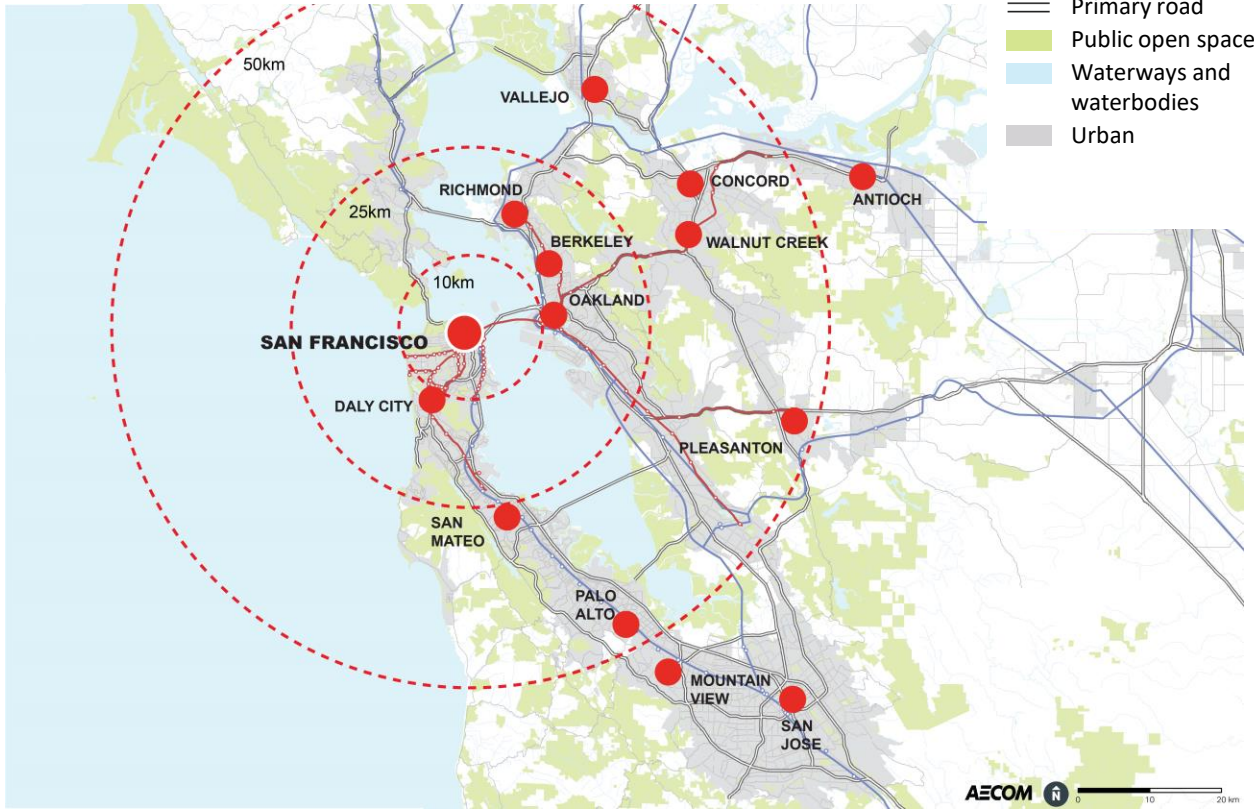 Primary road
Public open space
Waterways and
waterbodies
Urban
50km
VALLEJO
RICHMOND
CONCORD
ANTIOCH
25km
BERKELEY
WALNUT CREEK
10km
OAKLAND
SAN FRANCISCO
DALY CITY
PLEASANTON
SAN
MATEO
PALO
ALTO
MOUNTAIN
VIEW
SAN
JOSE
AECOM
N
0
10
20 km